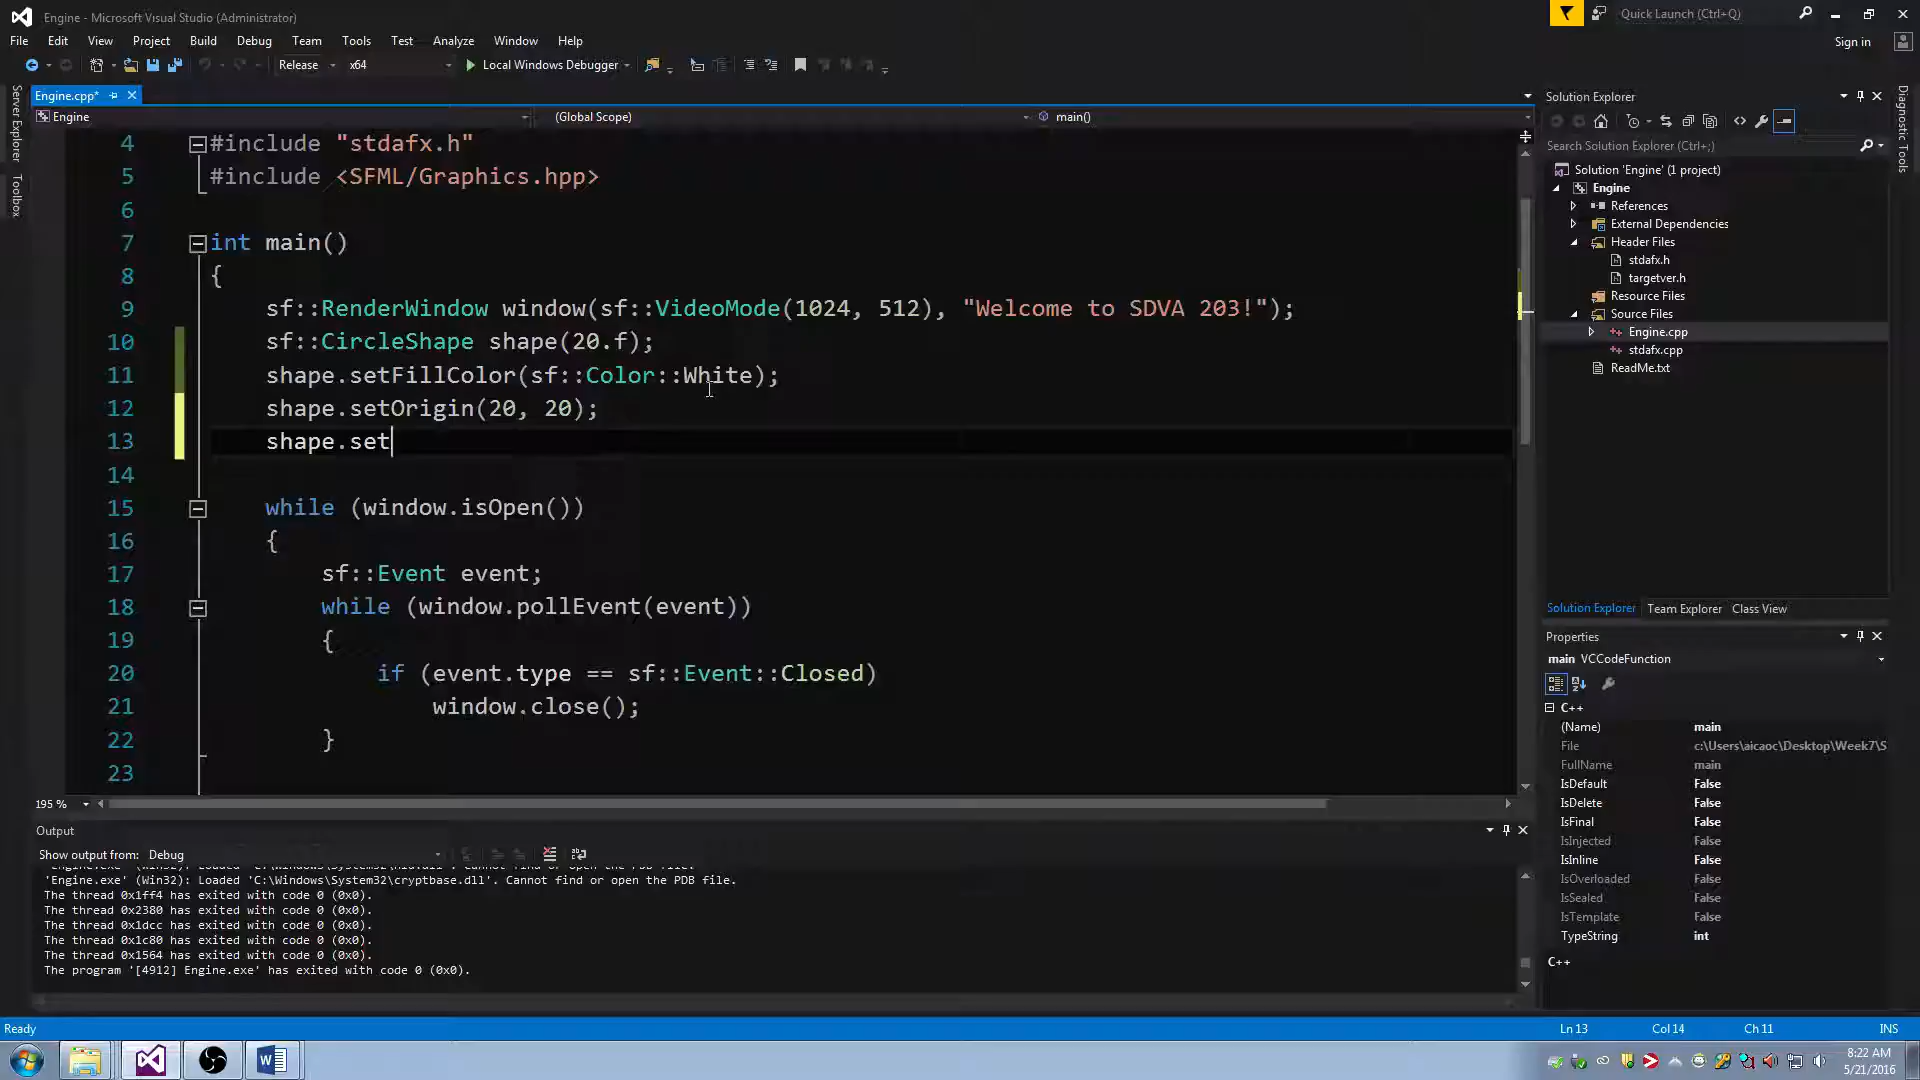 Engine - Microsoft Visual Studio (Administrator)
Quick Launch (Ctrl+Q)
File Edit View Project Build Debug Team Tools Test Analyze Window Help
Sign in
Release x64 Local Windows Debugger
Server Explorer
Toolbox
Engine.cpp*
Engine (Global Scope) main()
4 #include "stdafx.h"
5 #include <SFML/Graphics.hpp>
6
7 int main()
8 {
9 sf::RenderWindow window(sf::VideoMode(1024, 512), "Welcome to SDVA 203!");
10 sf::CircleShape shape(20.f);
11 shape.setFillColor(sf::Color::White);
12 shape.setOrigin(20, 20);
13 shape.set
14
15 while (window.isOpen())
16 {
17 sf::Event event;
18 while (window.pollEvent(event))
19 {
20 if (event.type == sf::Event::Closed)
21 window.close();
22 }
23
195 %
Output
Show output from: Debug
'Engine.exe' (Win32): Loaded 'C:\Windows\System32\cryptbase.dll'. Cannot find or open the PDB file.
The thread 0x1ff4 has exited with code 0 (0x0).
The thread 0x2380 has exited with code 0 (0x0).
The thread 0x1dcc has exited with code 0 (0x0).
The thread 0x1c80 has exited with code 0 (0x0).
The thread 0x1564 has exited with code 0 (0x0).
The program '[4912] Engine.exe' has exited with code 0 (0x0).
Solution Explorer
Search Solution Explorer (Ctrl+;)
Solution 'Engine' (1 project)
Engine
References
External Dependencies
Header Files
stdafx.h
targetver.h
Resource Files
Source Files
Engine.cpp
stdafx.cpp
ReadMe.txt
Solution Explorer Team Explorer Class View
Properties
main VCCodeFunction
C++
(Name) main
File c:\Users\aicaoc\Desktop\Week7\S
FullName main
IsDefault False
IsDelete False
IsFinal False
IsInjected False
IsInline False
IsOverloaded False
IsSealed False
IsTemplate False
TypeString int
C++
Diagnostic Tools
Ready Ln 13 Col 14 Ch 11 INS
8:22 AM
5/21/2016